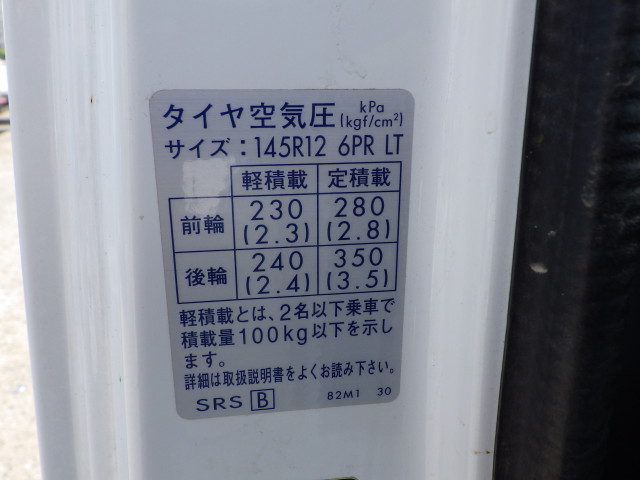 タイヤ空気圧 kPa (kgf/cm²)
サイズ：145R12 6PR LT
軽積載 定積載
前輪 230 (2.3) 280 (2.8)
後輪 240 (2.4) 350 (3.5)
軽積載とは、2名以下乗車で
積載量100kg以下を示し
ます。
詳細は取扱説明書をよくお読み下さい。
SRS B 82M1 30